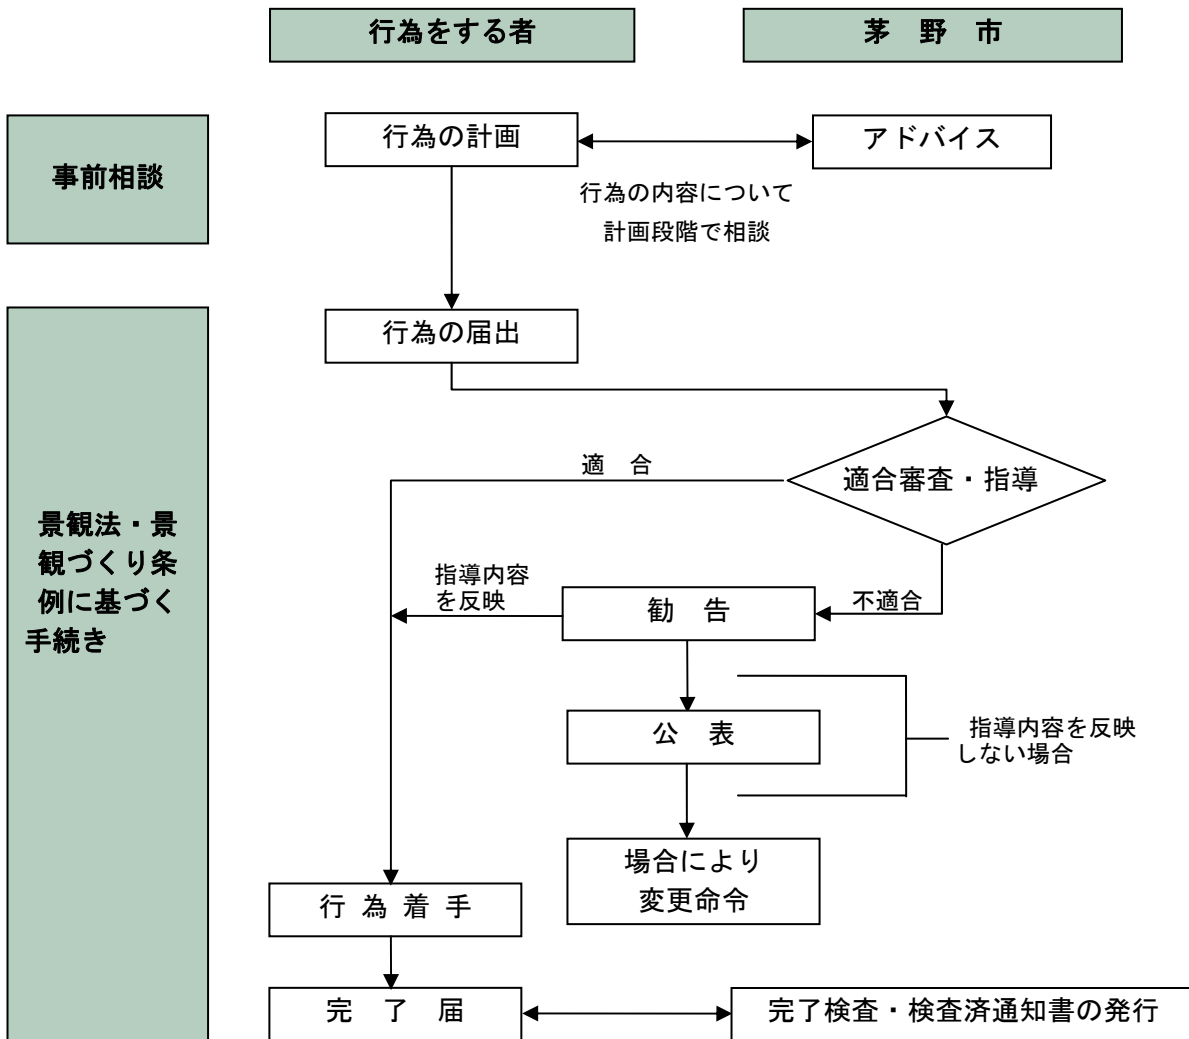 行為をする者
茅 野 市
事前相談
行為の計画
アドバイス
行為の内容について
計画段階で相談
行為の届出
景観法・景
観づくり条
例に基づく
手続き
適 合
適合審査・指導
指導内容
を反映
勧 告
不適合
公 表
指導内容を反映
しない場合
場合により
変更命令
行 為 着 手
完 了 届
完了検査・検査済通知書の発行